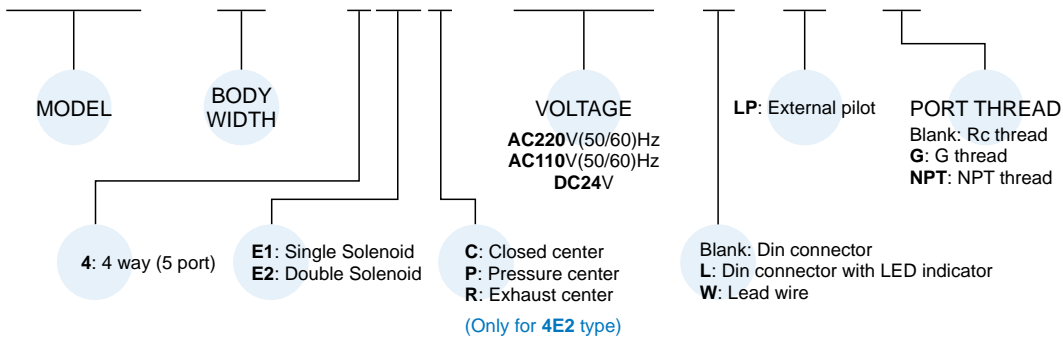 MODEL
BODY
WIDTH
VOLTAGE
AC220V(50/60)Hz
AC110V(50/60)Hz
DC24V
LP: External pilot
PORT THREAD
Blank: Rc thread
G: G thread
NPT: NPT thread
4: 4 way (5 port)
E1: Single Solenoid
E2: Double Solenoid
C: Closed center
P: Pressure center
R: Exhaust center
(Only for 4E2 type)
Blank: Din connector
L: Din connector with LED indicator
W: Lead wire